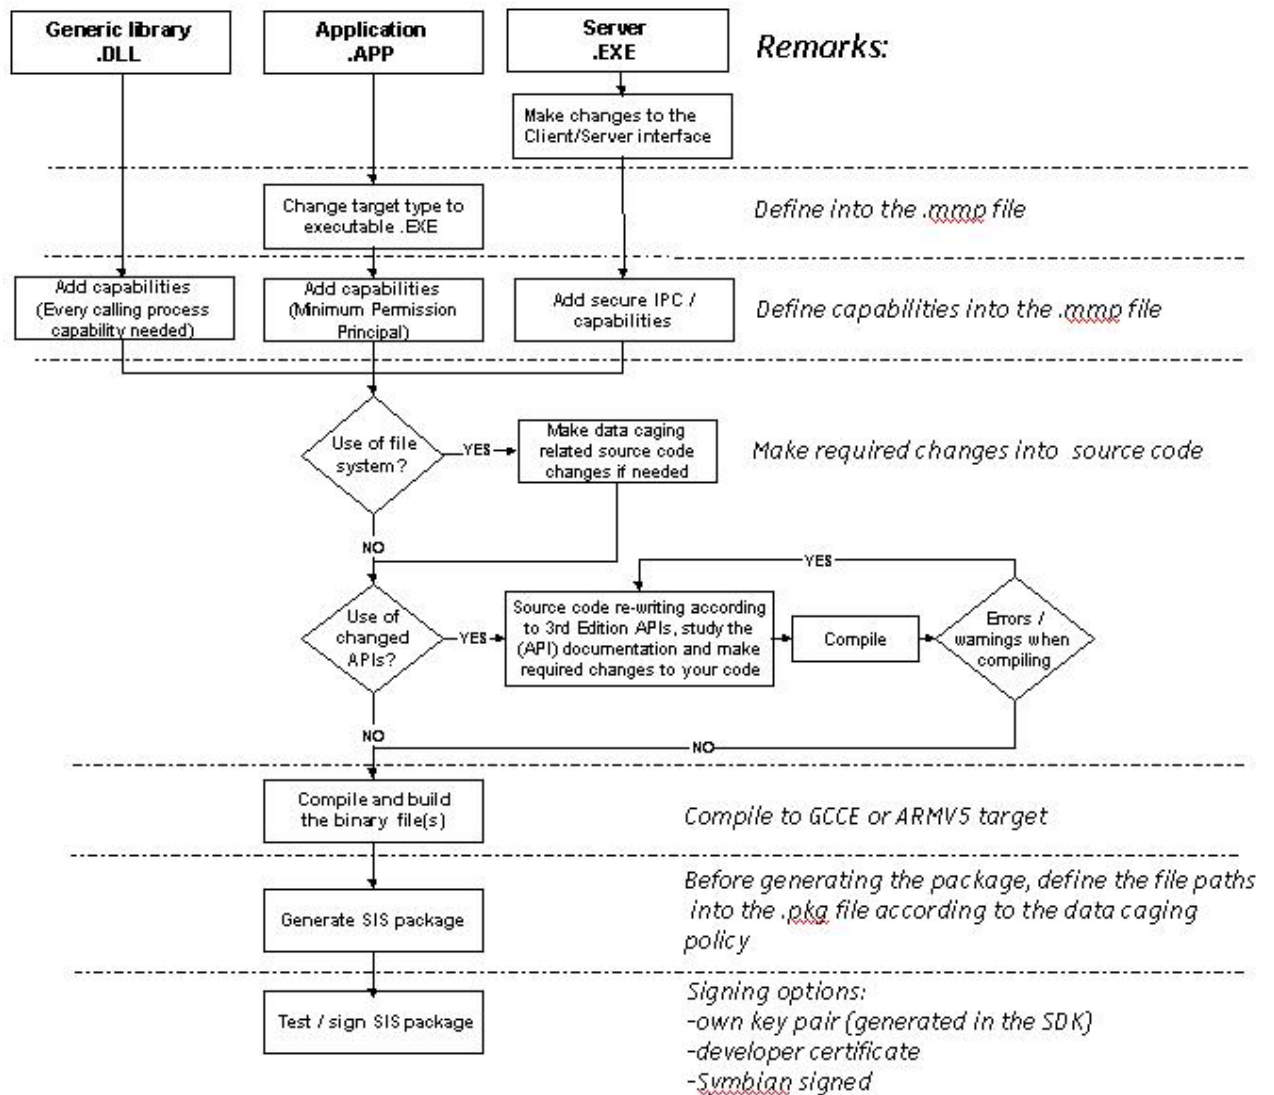 Generic library
.DLL
Application
.APP
Server
.EXE
Remarks:
Make changes to the
Client/Server interface
Change target type to
executable .EXE
Define into the .mmp file
Add capabilities
(Every calling process
capability needed)
Add capabilities
(Minimum Permission
Principal)
Add secure IPC /
capabilities
Define capabilities into the .mmp file
Use of file
system?
YES
Make data caging
related source code
changes if needed
Make required changes into source code
NO
YES
Use of
changed
APIs?
YES
Source code re-writing according
to 3rd Edition APIs, study the
(API) documentation and make
required changes to your code
Compile
Errors /
warnings when
compiling
NO
NO
Compile and build
the binary file(s)
Compile to GCCE or ARMV5 target
Generate SIS package
Before generating the package, define the file paths
into the .pkg file according to the data caging
policy
Test / sign SIS package
Signing options:
-own key pair (generated in the SDK)
-developer certificate
-Symbian signed